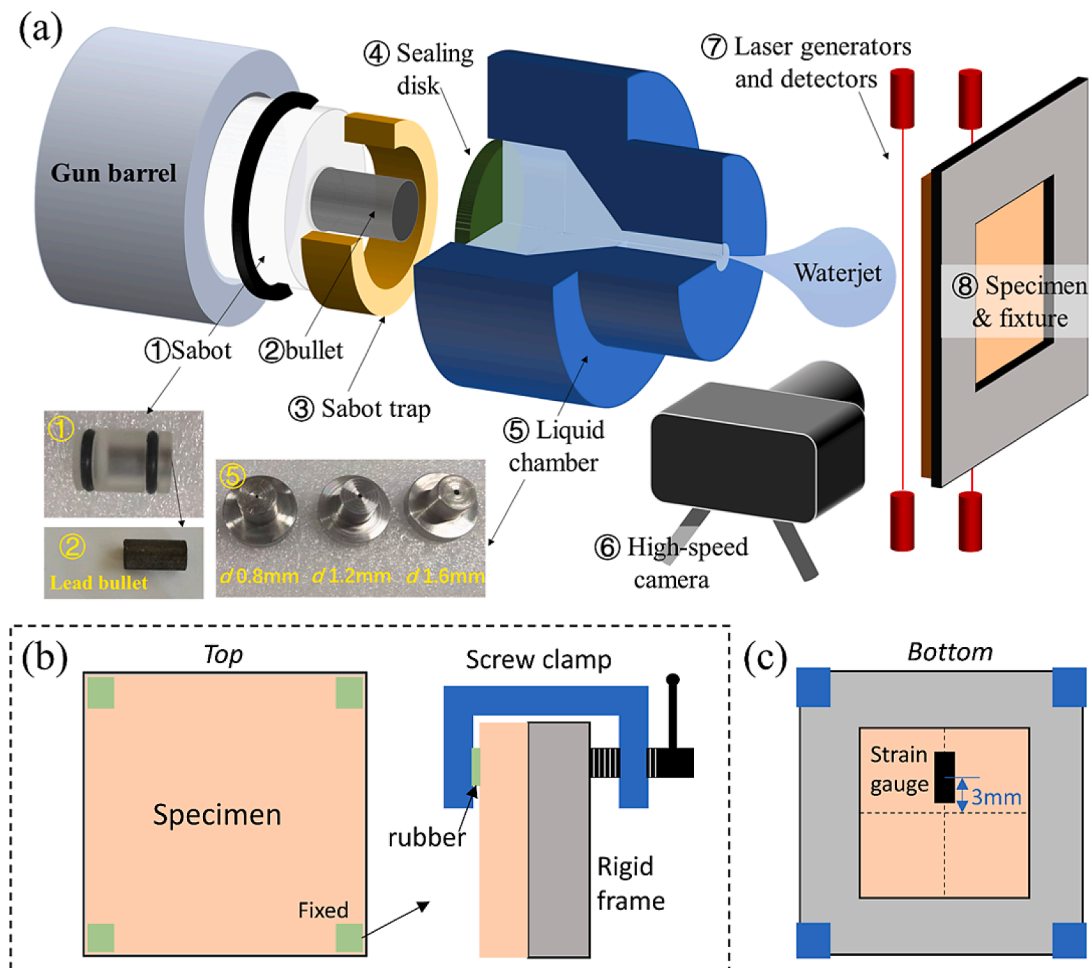 (a)
④ Sealing
disk
⑦ Laser generators
and detectors
Gun barrel
Waterjet
⑧ Specimen
& fixture
①Sabot
②bullet
③ Sabot trap
⑤ Liquid
chamber
①
⑤
②
Lead bullet
d 0.8mm d 1.2mm d 1.6mm
⑥ High-speed
camera
(b)
Top
Specimen
Fixed
Screw clamp
rubber
Rigid
frame
(c)
Bottom
Strain
gauge
3mm